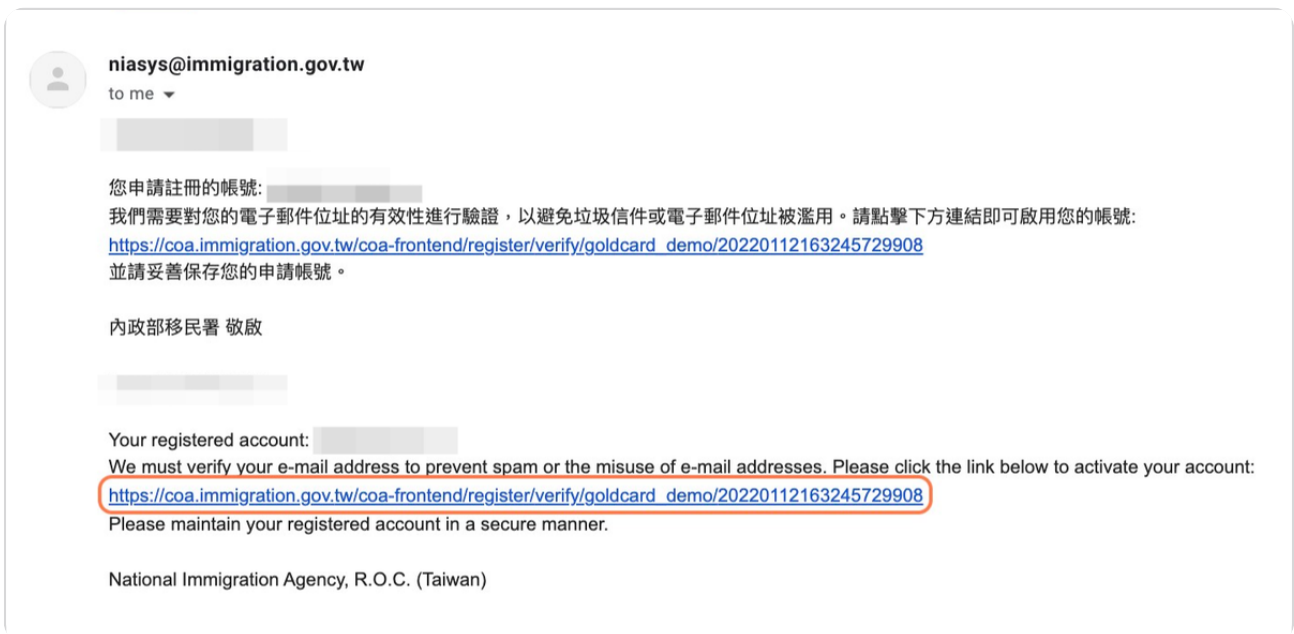 niasys@immigration.gov.tw
to me
您申請註冊的帳號:
我們需要對您的電子郵件位址的有效性進行驗證，以避免垃圾信件或電子郵件位址被濫用。請點擊下方連結即可啟用您的帳號:
https://coa.immigration.gov.tw/coa-frontend/register/verify/goldcard_demo/20220112163245729908
並請妥善保存您的申請帳號。
內政部移民署 敬啟
Your registered account:
We must verify your e-mail address to prevent spam or the misuse of e-mail addresses. Please click the link below to activate your account:
https://coa.immigration.gov.tw/coa-frontend/register/verify/goldcard_demo/20220112163245729908
Please maintain your registered account in a secure manner.
National Immigration Agency, R.O.C. (Taiwan)